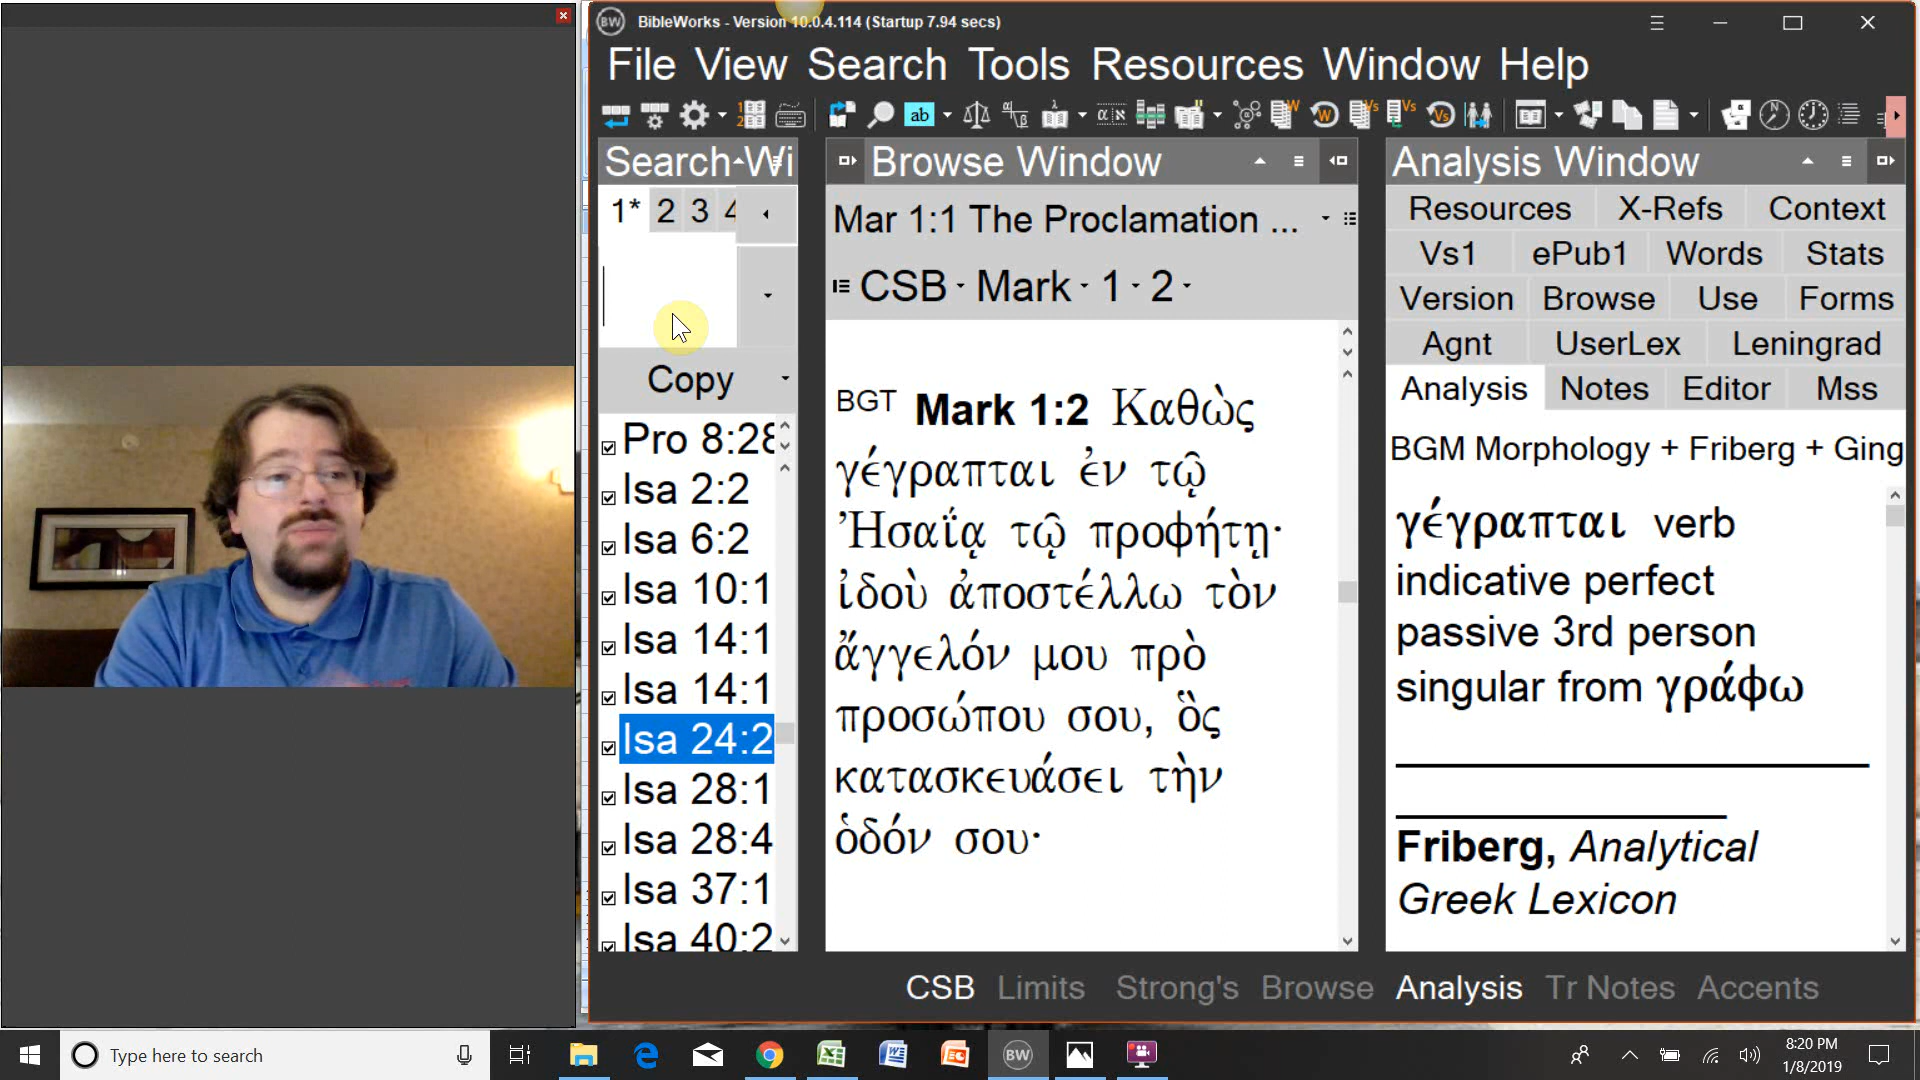 BW BibleWorks - Version 10.0.4.114 (Startup 7.94 secs)
File View Search Tools Resources Window Help
Search-Wi
1* 2 3 4
Copy
Pro 8:28
Isa 2:2
Isa 6:2
Isa 10:1
Isa 14:1
Isa 14:1
Isa 24:2
Isa 28:1
Isa 28:4
Isa 37:1
Isa 40:2
Browse Window
Mar 1:1 The Proclamation ...
CSB Mark 1 2
BGT Mark 1:2 Καθὼς
γέγραπται ἐν τῷ
Ἠσαΐᾳ τῷ προφήτῃ·
ἰδοὺ ἀποστέλλω τὸν
ἄγγελόν μου πρὸ
προσώπου σου, ὃς
κατασκευάσει τὴν
ὁδόν σου·
Analysis Window
Resources X-Refs Context
Vs1 ePub1 Words Stats
Version Browse Use Forms
Agnt UserLex Leningrad
Analysis Notes Editor Mss
BGM Morphology + Friberg + Ging
γέγραπται verb
indicative perfect
passive 3rd person
singular from γράφω
Friberg, Analytical
Greek Lexicon
CSB Limits Strong's Browse Analysis Tr Notes Accents
Type here to search
BW
8:20 PM
1/8/2019